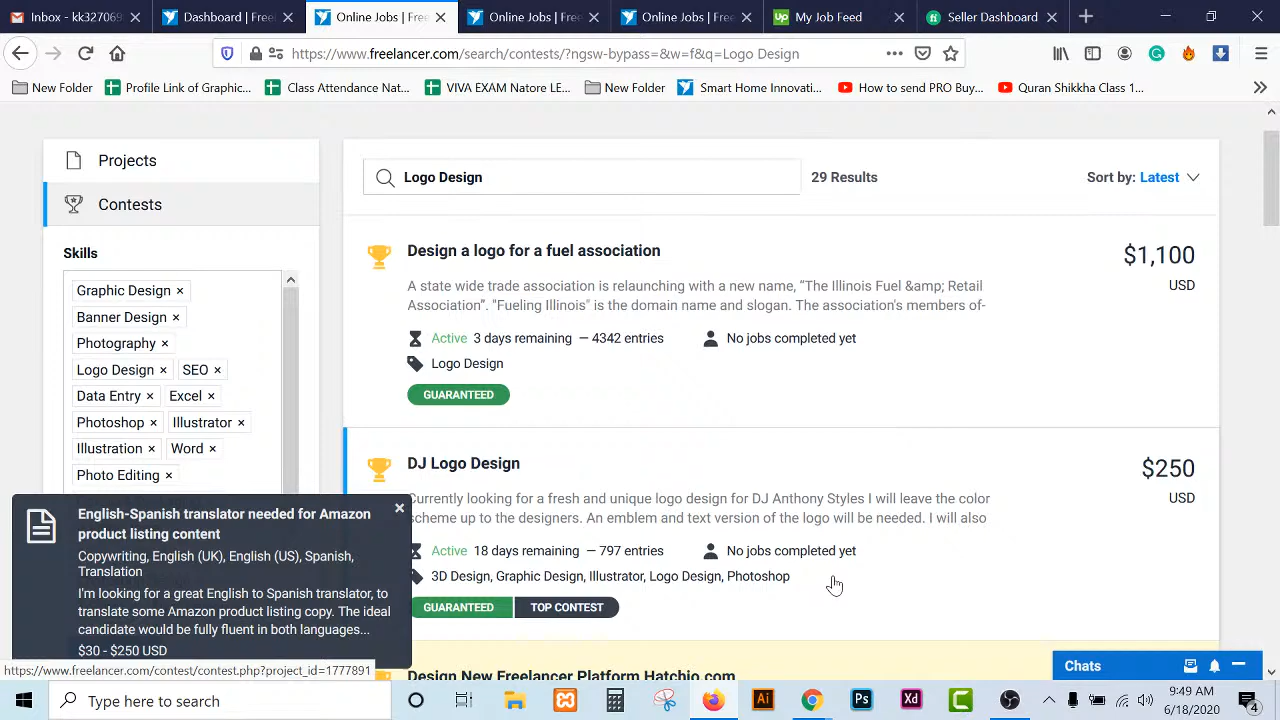 Inbox — kk327069
Dashboard | Freel
Online Jobs | Fre
Online Jobs | Fre
Online Jobs | Fre
My Job Feed
Seller Dashboard
https://www.freelancer.com/search/contests/?ngsw-bypass=&w=f&q=Logo Design
New Folder
Profle Link of Graphic...
Class Attendance Nat...
VIVA EXAM Natore LE...
New Folder
Smart Home Innovati...
How to send PRO Buy...
Quran Shikkha Class 1...
Projects
Contests
Skills
Graphic Design ×
Banner Design ×
Photography ×
Logo Design × SEO ×
Data Entry × Excel ×
Photoshop × Illustrator ×
Illustration × Word ×
Photo Editing ×
Logo Design
29 Results
Sort by: Latest
Design a logo for a fuel association
$1,100
USD
A state wide trade association is relaunching with a new name, “The Illinois Fuel &amp; Retail
Association”. "Fueling Illinois" is the domain name and slogan. The association's members of-
Active 3 days remaining — 4342 entries
No jobs completed yet
Logo Design
GUARANTEED
DJ Logo Design
$250
USD
Currently looking for a fresh and unique logo design for DJ Anthony Styles I will leave the color
scheme up to the designers. An emblem and text version of the logo will be needed. I will also
Active 18 days remaining — 797 entries
No jobs completed yet
3D Design, Graphic Design, Illustrator, Logo Design, Photoshop
GUARANTEED
TOP CONTEST
Design New Freelancer Platform Hatchio.com
English-Spanish translator needed for Amazon
product listing content
Copywriting, English (UK), English (US), Spanish,
Translation
I'm looking for a great English to Spanish translator, to
translate some Amazon product listing copy. The ideal
candidate would be fully fluent in both languages...
$30 - $250 USD
https://www.freelancer.com/contest/contest.php?project_id=1777891
Chats
Type here to search
9:49 AM
6/18/2020
4